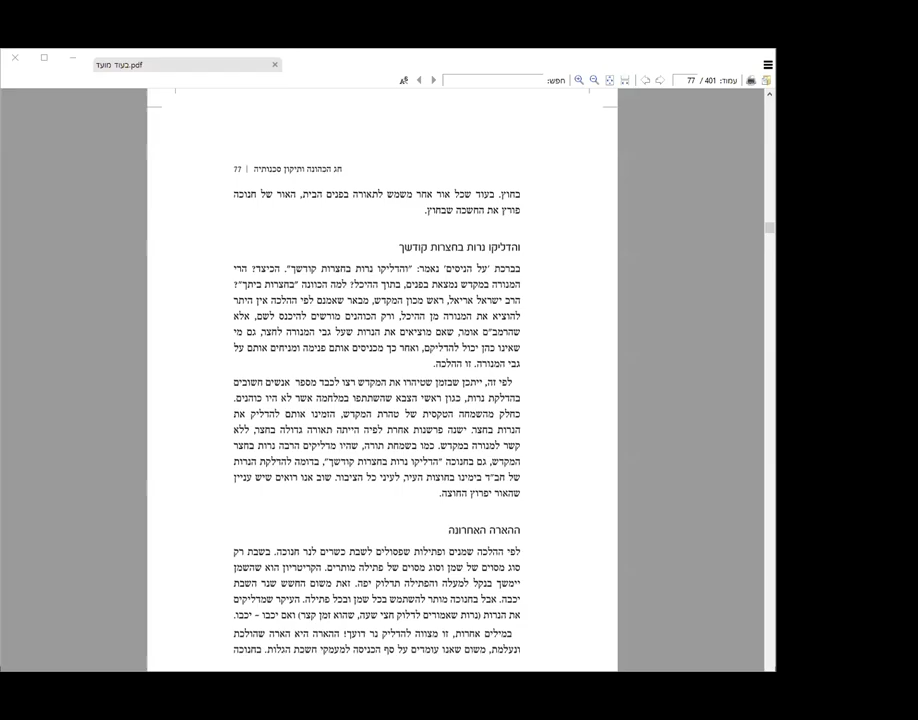 בעוד מועד.pdf
עמוד: 401 / 77
חפש:
חג הכהונה ותיקון סכנותיה | 77
בחוץ. בעוד שכל אור אחר משמש לתאורה בפנים הבית, האור של חנוכה
פורץ את החשכה שבחוץ.
והדליקו נרות בחצרות קודשך
בברכת 'על הניסים' נאמר: "והדליקו נרות בחצרות קודשך". הכיצד? הרי
המנורה במקדש נמצאת בפנים, בתוך ההיכל? למה הכוונה "בחצרות ביתך"?
הרב ישראל אריאל, ראש מכון המקדש, מבאר שאמנם לפי ההלכה אין היתר
להוציא את המנורה מן ההיכל, ורק הכוהנים מורשים להיכנס לשם, אלא
שהרמב"ם אומר, שאם מוציאים את הנרות שעל גבי המנורה לחצר, גם מי
שאינו כהן יכול להדליקם, ואחר כך מכניסים אותם פנימה ומניחים אותם על
גבי המנורה. זו ההלכה.
לפי זה, ייתכן שבזמן שטיהרו את המקדש רצו לכבד מספר אנשים חשובים
בהדלקת נרות, כגון ראשי הצבא שהשתתפו במלחמה אשר לא היו כוהנים.
כחלק מהשמחה הטקסית של טהרת המקדש, הזמינו אותם להדליק את
הנרות בחצר. ישנה פרשנות אחרת לפיה הייתה תאורה גדולה בחצר, ללא
קשר למנורה במקדש. כמו בשמחת תורה, שהיו מדליקים הרבה נרות בחצר
המקדש, גם בחנוכה "הדליקו נרות בחצרות קודשך", בדומה להדלקת הנרות
של חב"ד בימינו בחוצות העיר, לעיני כל הציבור. שוב אנו רואים שיש עניין
שהאור יפרוץ החוצה.
ההארה האחרונה
לפי ההלכה שמנים ופתילות שפסולים לשבת כשרים לנר חנוכה. בשבת רק
סוג מסוים של שמן וסוג מסוים של פתילה מותרים. הקריטריון הוא שהשמן
יימשך בנקל למעלה והפתילה תדלוק יפה. זאת משום החשש שנר השבת
יכבה. אבל בחנוכה מותר להשתמש בכל שמן ובכל פתילה. העיקר שמדליקים
את הנרות (נרות שאמורים לדלוק חצי שעה, שהוא זמן קצר) ואם יכבו – יכבו.
במילים אחרות, זו מצווה להדליק נר דועך! ההארה היא הארה שהולכת
ונעלמת, משום שאנו עומדים על סף הכניסה למעמקי חשכת הגלות. בחנוכה